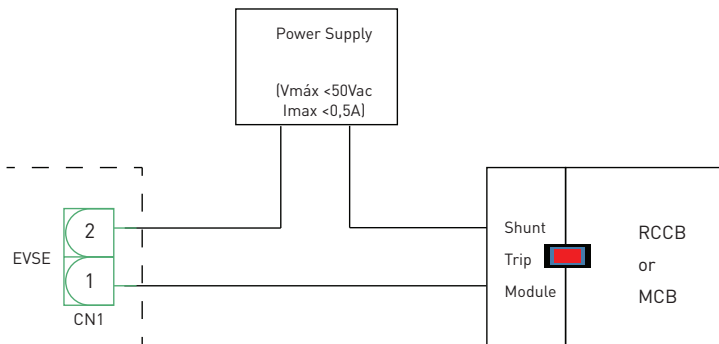 Power Supply
(Vmáx <50Vac
Imax <0,5A)
EVSE
2
1
CN1
Shunt
Trip
Module
RCCB
or
MCB